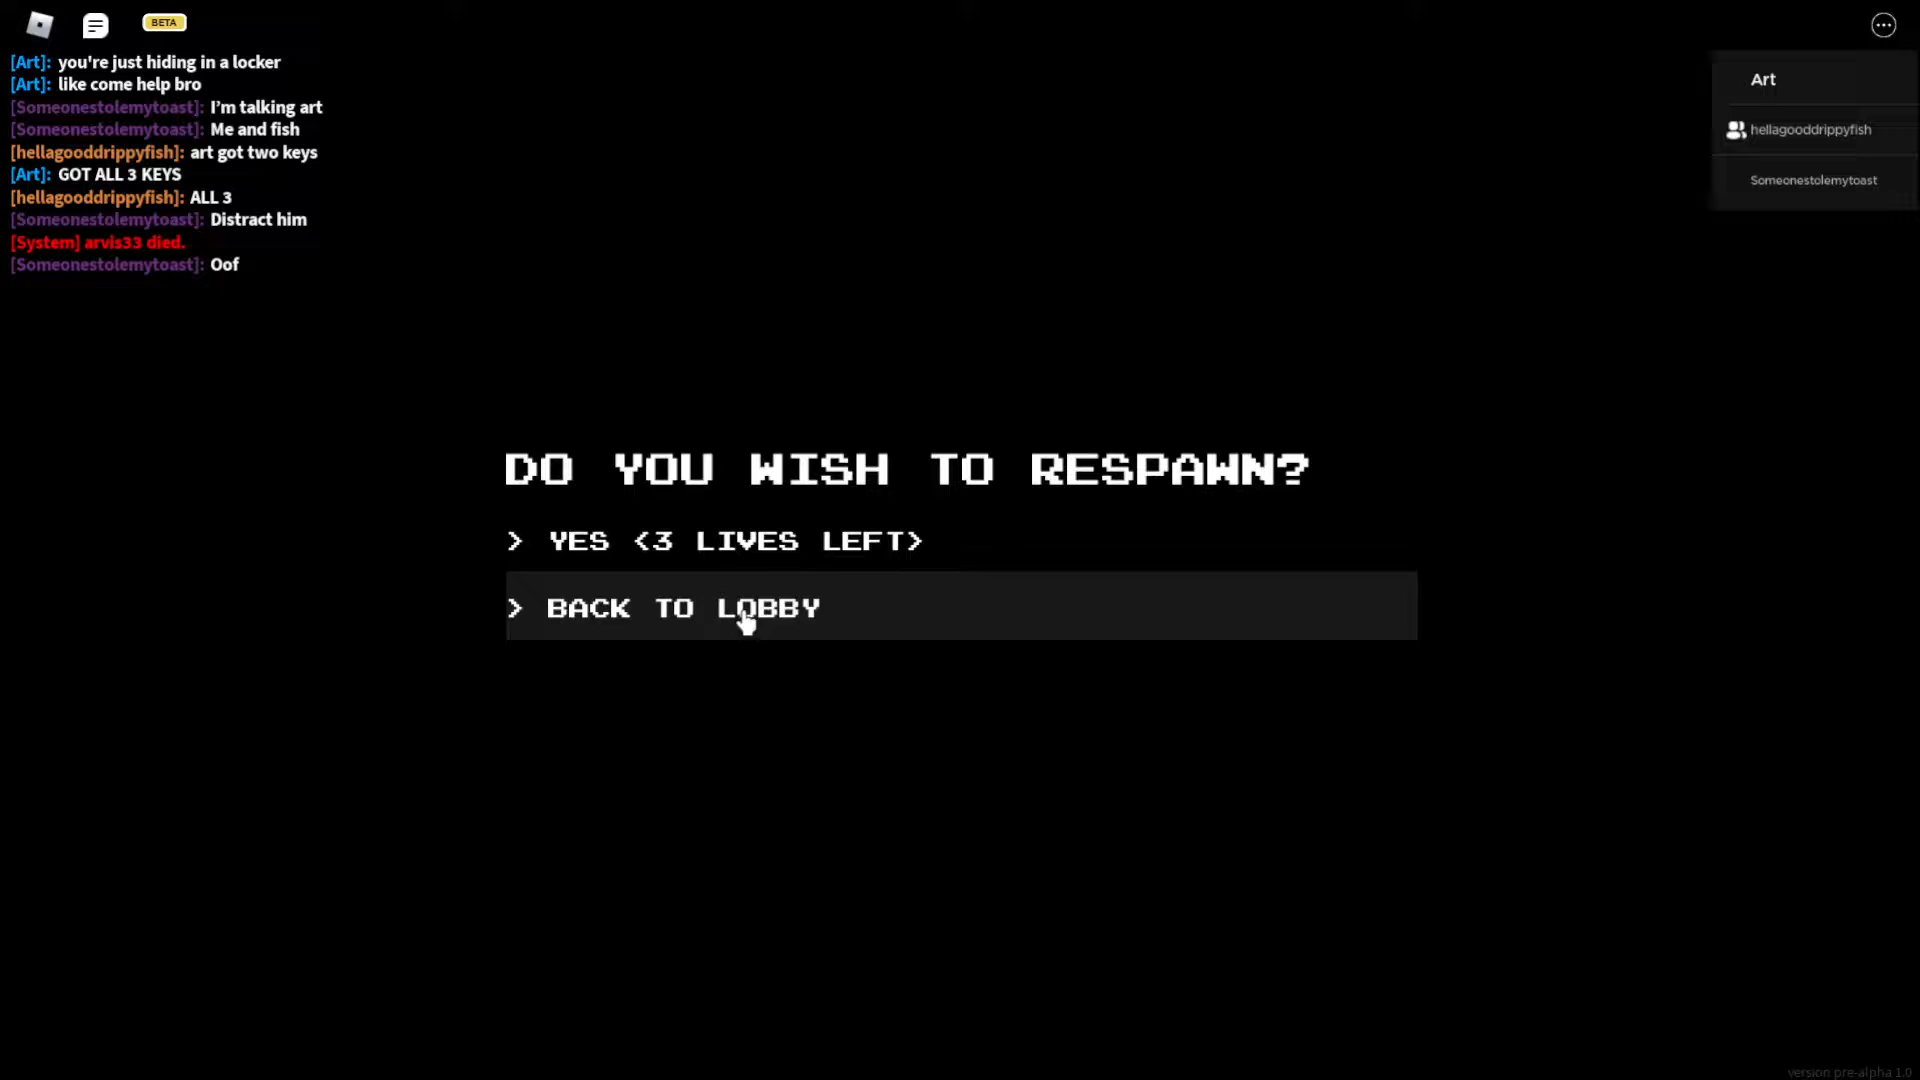 BETA
[Art]: you're just hiding in a locker
[Art]: like come help bro
[Someonestolemytoast]: I’m talking art
[Someonestolemytoast]: Me and fish
[hellagooddrippyfish]: art got two keys
[Art]: GOT ALL 3 KEYS
[hellagooddrippyfish]: ALL 3
[Someonestolemytoast]: Distract him
[System] arvis33 died.
[Someonestolemytoast]: Oof
Art
hellagooddrippyfish
Someonestolemytoast
DO YOU WISH TO RESPAWN?
> YES <3 LIVES LEFT>
> BACK TO LOBBY
version pre-alpha 1.0